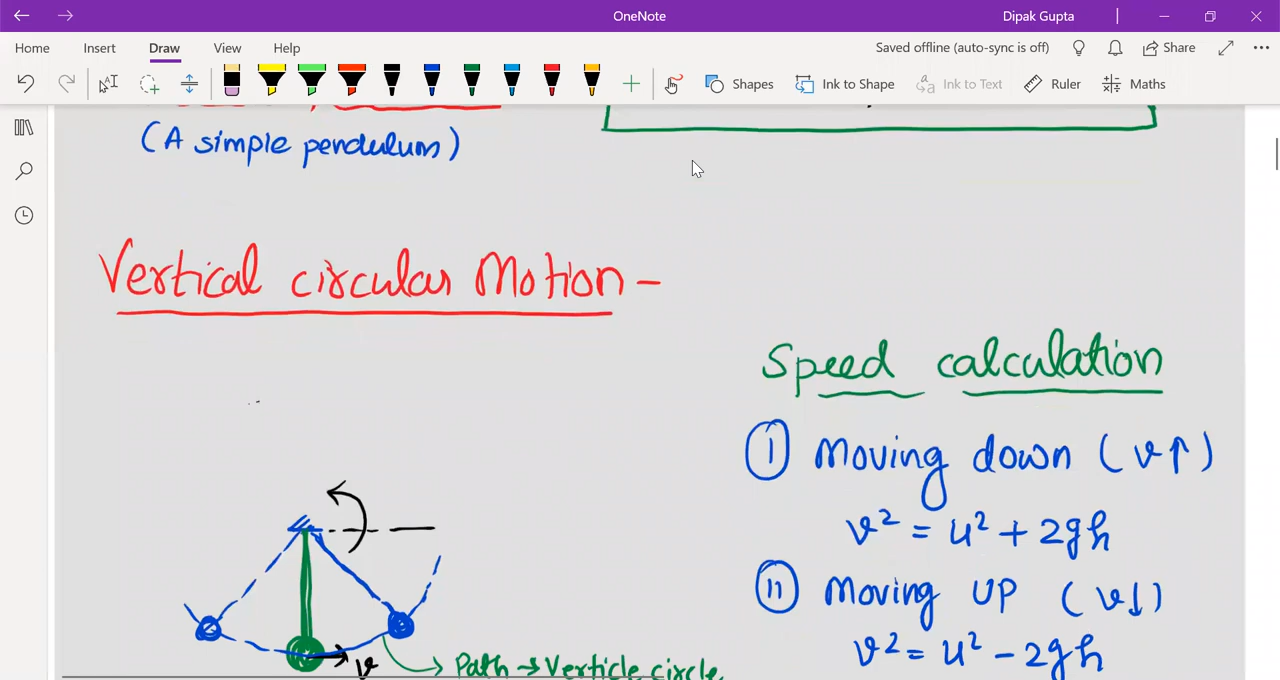 OneNote
Dipak Gupta
Home Insert Draw View Help
Saved offline (auto-sync is off)
Share
Shapes
Ink to Shape
Ink to Text
Ruler
Maths
(A simple pendulum)
Vertical circular Motion -
Speed calculation
I Moving down (v↑)
v² = u² + 2gh
II Moving UP (v↓)
v² = u² - 2gh
v
Path → Verticle circle